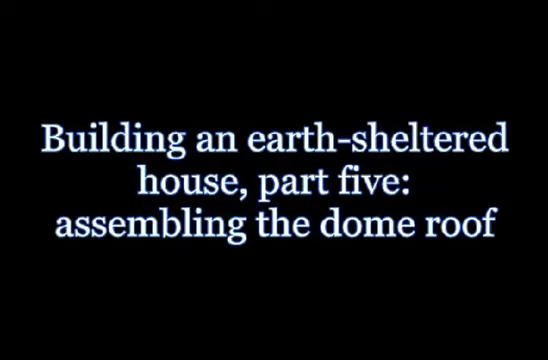 Building an earth-sheltered
house, part five:
assembling the dome roof